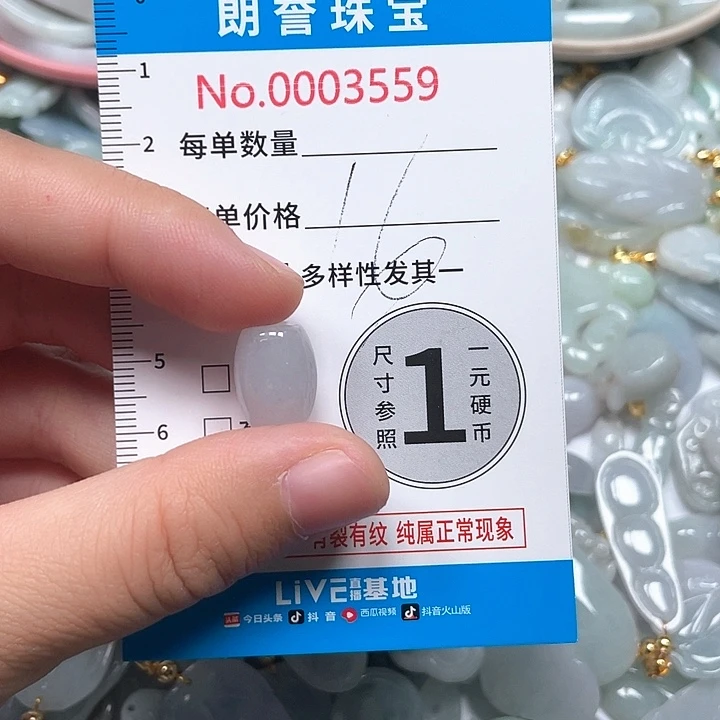 朗誉珠宝
No.0003559
每单数量
单价格
16
多样性发其一
尺寸参照
1
一元硬币
裂有纹 纯属正常现象
LiVE直播基地
今日头条 抖音 西瓜视频 抖音火山版
1
2
5
6